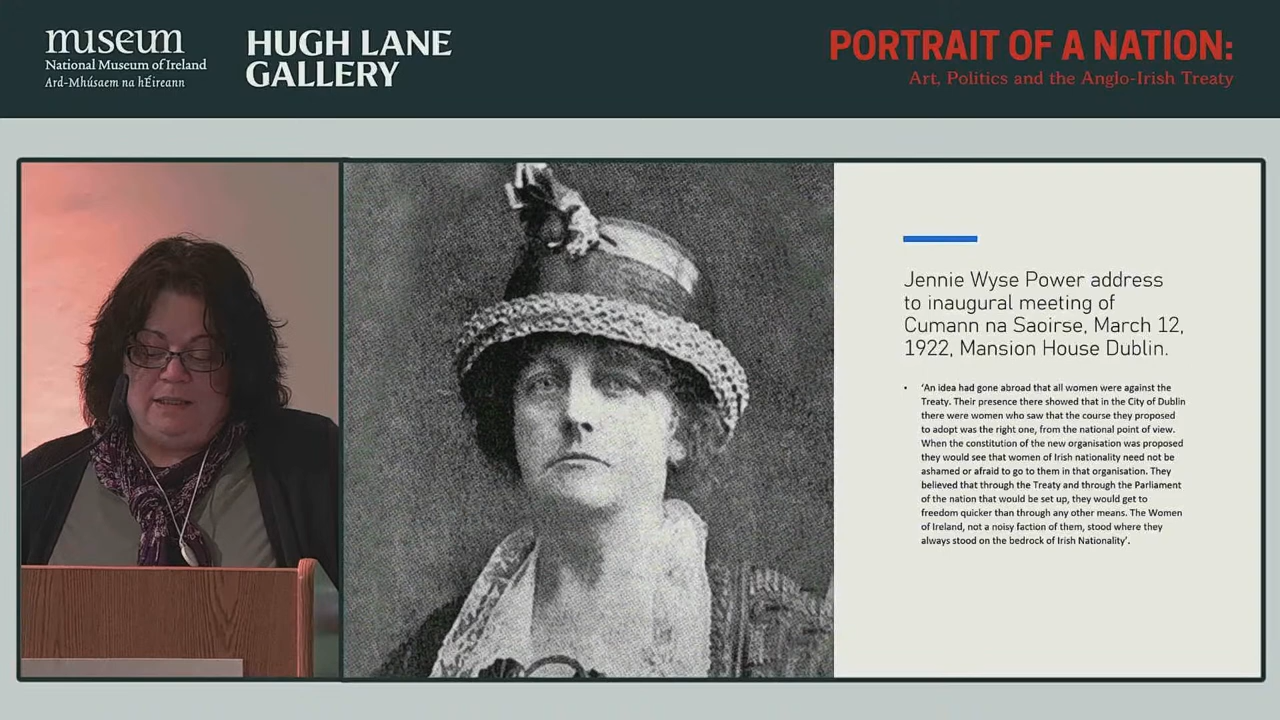 museum
National Museum of Ireland
Ard-Mhúsaem na hÉireann
HUGH LANE
GALLERY
PORTRAIT OF A NATION:
Art, Politics and the Anglo-Irish Treaty
Jennie Wyse Power address
to inaugural meeting of
Cumann na Saoirse, March 12,
1922, Mansion House Dublin.
• ‘An idea had gone abroad that all women were against the
Treaty. Their presence there showed that in the City of Dublin
there were women who saw that the course they proposed
to adopt was the right one, from the national point of view.
When the constitution of the new organisation was proposed
they would see that women of Irish nationality need not be
ashamed or afraid to go to them in that organisation. They
believed that through the Treaty and through the Parliament
of the nation that would be set up, they would get to
freedom quicker than through any other means. The Women
of Ireland, not a noisy faction of them, stood where they
always stood on the bedrock of Irish Nationality’.